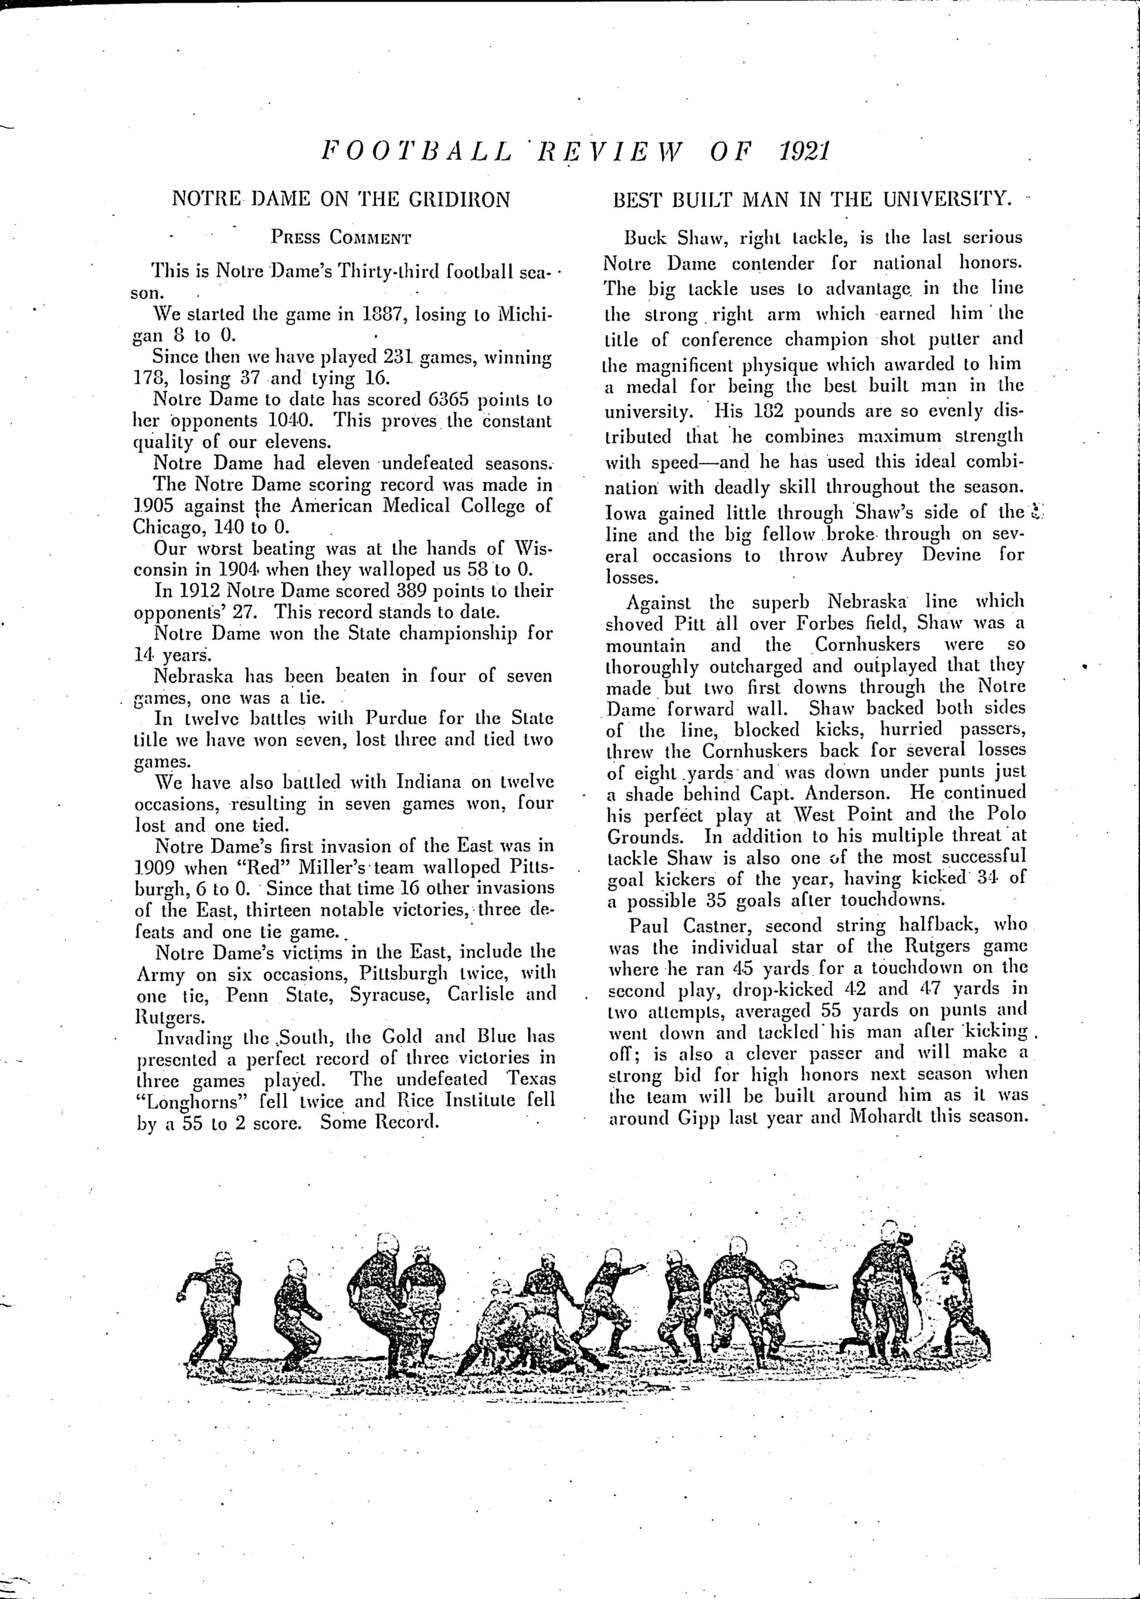 FOOTBALL REVIEW OF 1921
NOTRE DAME ON THE GRIDIRON
PRESS COMMENT
This is Notre Dame's Thirty-third football sea-
son.
We started the game in 1887, losing to Michi-
gan 8 to 0.
Since then we have played 231 games, winning
178, losing 37 and tying 16.
Notre Dame to date has scored 6365 points to
her opponents 1040. This proves the constant
quality of our elevens.
Notre Dame had eleven undefeated seasons.
The Notre Dame scoring record was made in
1905 against the American Medical College of
Chicago, 140 to 0.
Our worst beating was at the hands of Wis-
consin in 1904 when they walloped us 58 to 0.
In 1912 Notre Dame scored 389 points to their
opponents' 27. This record stands to date.
Notre Dame won the State championship for
14 years.
Nebraska has been beaten in four of seven
games, one was a tie.
In twelve battles with Purdue for the State
title we have won seven, lost three and tied two
games.
We have also battled with Indiana on twelve
occasions, resulting in seven games won, four
lost and one tied.
Notre Dame's first invasion of the East was in
1909 when "Red" Miller's team walloped Pitts-
burgh, 6 to 0. Since that time 16 other invasions
of the East, thirteen notable victories, three de-
feats and one tie game.
Notre Dame's victims in the East, include the
Army on six occasions, Pittsburgh twice, with
one tie, Penn State, Syracuse, Carlisle and
Rutgers.
Invading the South, the Gold and Blue has
presented a perfect record of three victories in
three games played. The undefeated Texas
"Longhorns" fell twice and Rice Institute fell
by a 55 to 2 score. Some Record.
BEST BUILT MAN IN THE UNIVERSITY.
Buck Shaw, right tackle, is the last serious
Notre Dame contender for national honors.
The big tackle uses to advantage in the line
the strong right arm which earned him the
title of conference champion shot putter and
the magnificent physique which awarded to him
a medal for being the best built man in the
university. His 182 pounds are so evenly dis-
tributed that he combines maximum strength
with speed—and he has used this ideal combi-
nation with deadly skill throughout the season.
Iowa gained little through Shaw's side of the
line and the big fellow broke through on sev-
eral occasions to throw Aubrey Devine for
losses.
Against the superb Nebraska line which
shoved Pitt all over Forbes field, Shaw was a
mountain and the Cornhuskers were so
thoroughly outcharged and outplayed that they
made but two first downs through the Notre
Dame forward wall. Shaw backed both sides
of the line, blocked kicks, hurried passers,
threw the Cornhuskers back for several losses
of eight yards and was down under punts just
a shade behind Capt. Anderson. He continued
his perfect play at West Point and the Polo
Grounds. In addition to his multiple threat at
tackle Shaw is also one of the most successful
goal kickers of the year, having kicked 34 of
a possible 35 goals after touchdowns.
Paul Castner, second string halfback, who
was the individual star of the Rutgers game
where he ran 45 yards for a touchdown on the
second play, drop-kicked 42 and 47 yards in
two attempts, averaged 55 yards on punts and
went down and tackled his man after kicking
off; is also a clever passer and will make a
strong bid for high honors next season when
the team will be built around him as it was
around Gipp last year and Mohardt this season.